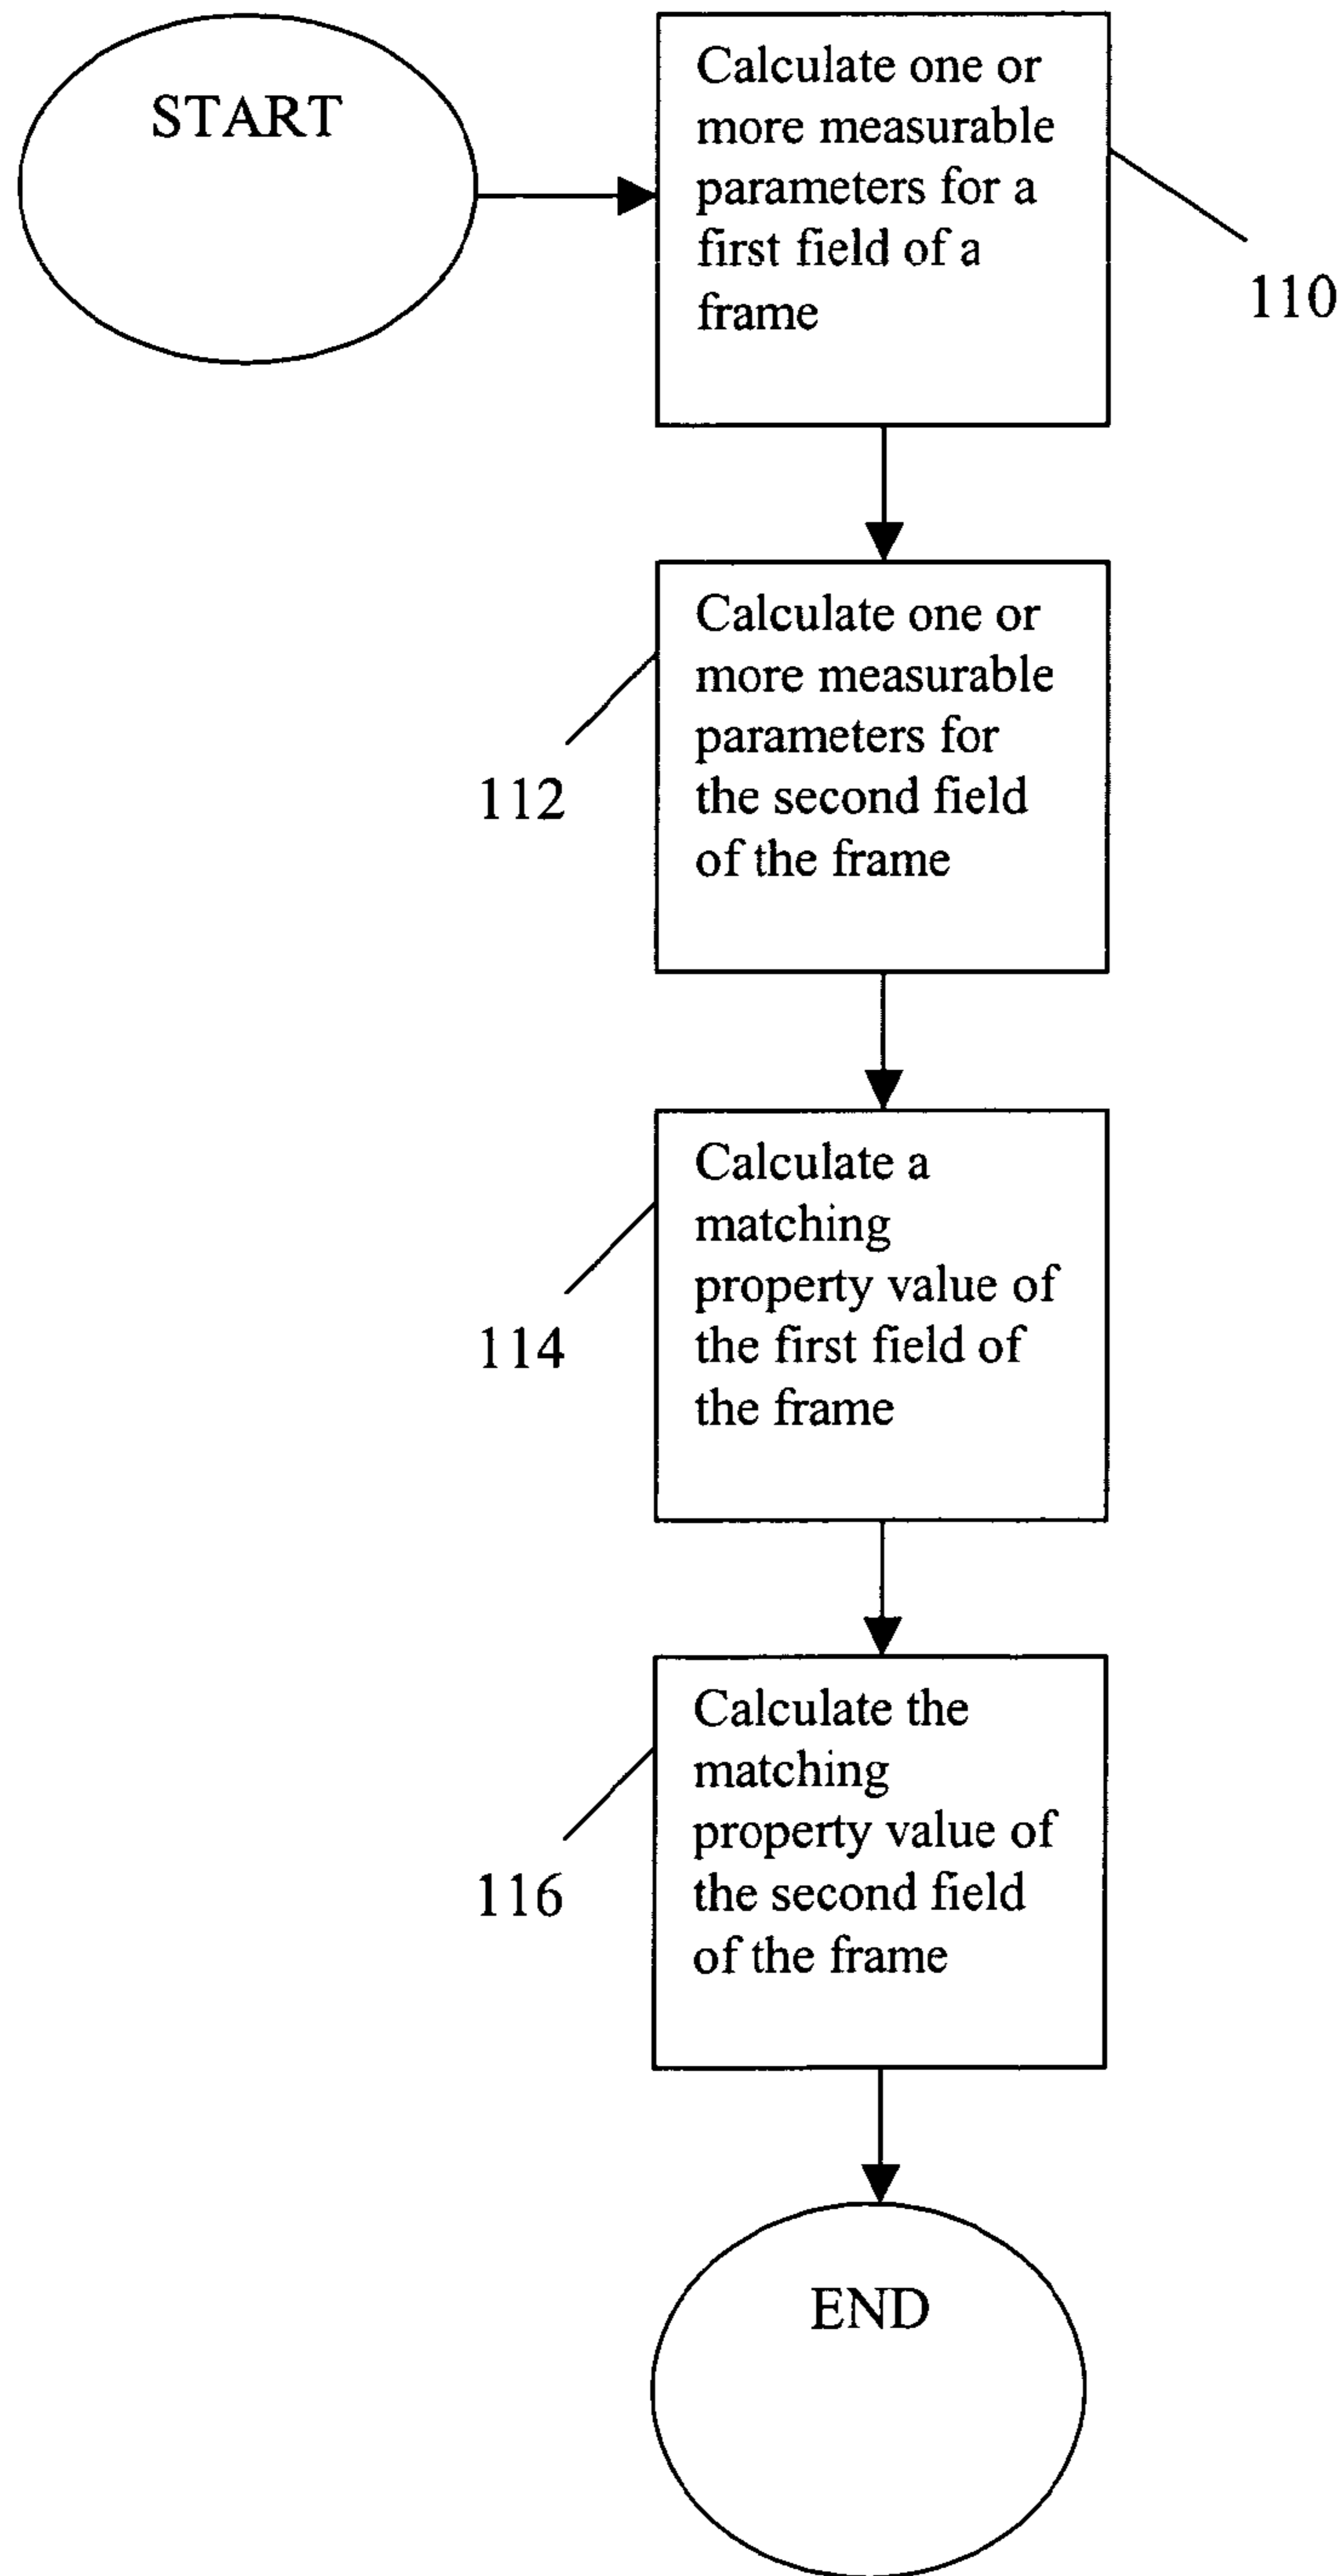 START
Calculate one or
more measurable
parameters for a
first field of a
frame
110
Calculate one or
more measurable
parameters for
the second field
of the frame
112
Calculate a
matching
property value of
the first field of
the frame
114
Calculate the
matching
property value of
the second field
of the frame
116
END